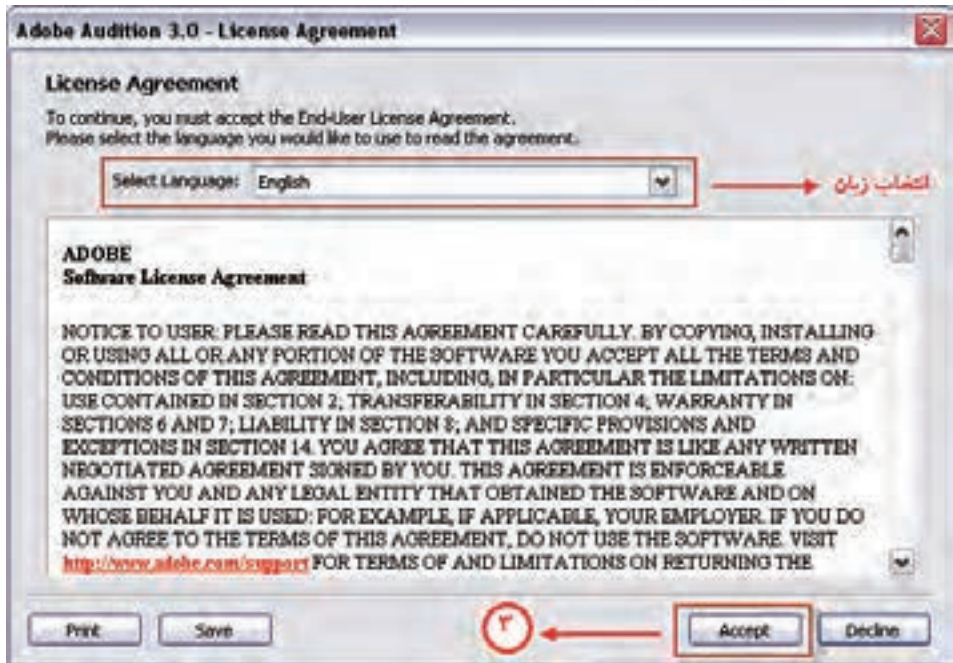 Adobe Audition 3.0 - License Agreement
License Agreement
To continue, you must accept the End-User License Agreement.
Please select the language you would like to use to read the agreement.
Select Language: English
انتخاب زبان
ADOBE
Software License Agreement
NOTICE TO USER: PLEASE READ THIS AGREEMENT CAREFULLY. BY COPYING, INSTALLING
OR USING ALL OR ANY PORTION OF THE SOFTWARE YOU ACCEPT ALL THE TERMS AND
CONDITIONS OF THIS AGREEMENT, INCLUDING, IN PARTICULAR THE LIMITATIONS ON:
USE CONTAINED IN SECTION 2; TRANSFERABILITY IN SECTION 4; WARRANTY IN
SECTIONS 6 AND 7; LIABILITY IN SECTION 8; AND SPECIFIC PROVISIONS AND
EXCEPTIONS IN SECTION 14. YOU AGREE THAT THIS AGREEMENT IS LIKE ANY WRITTEN
NEGOTIATED AGREEMENT SIGNED BY YOU. THIS AGREEMENT IS ENFORCEABLE
AGAINST YOU AND ANY LEGAL ENTITY THAT OBTAINED THE SOFTWARE AND ON
WHOSE BEHALF IT IS USED: FOR EXAMPLE, IF APPLICABLE, YOUR EMPLOYER. IF YOU DO
NOT AGREE TO THE TERMS OF THIS AGREEMENT, DO NOT USE THE SOFTWARE. VISIT
http://www.adobe.com/support FOR TERMS OF AND LIMITATIONS ON RETURNING THE
Print Save ۳ Accept Decline